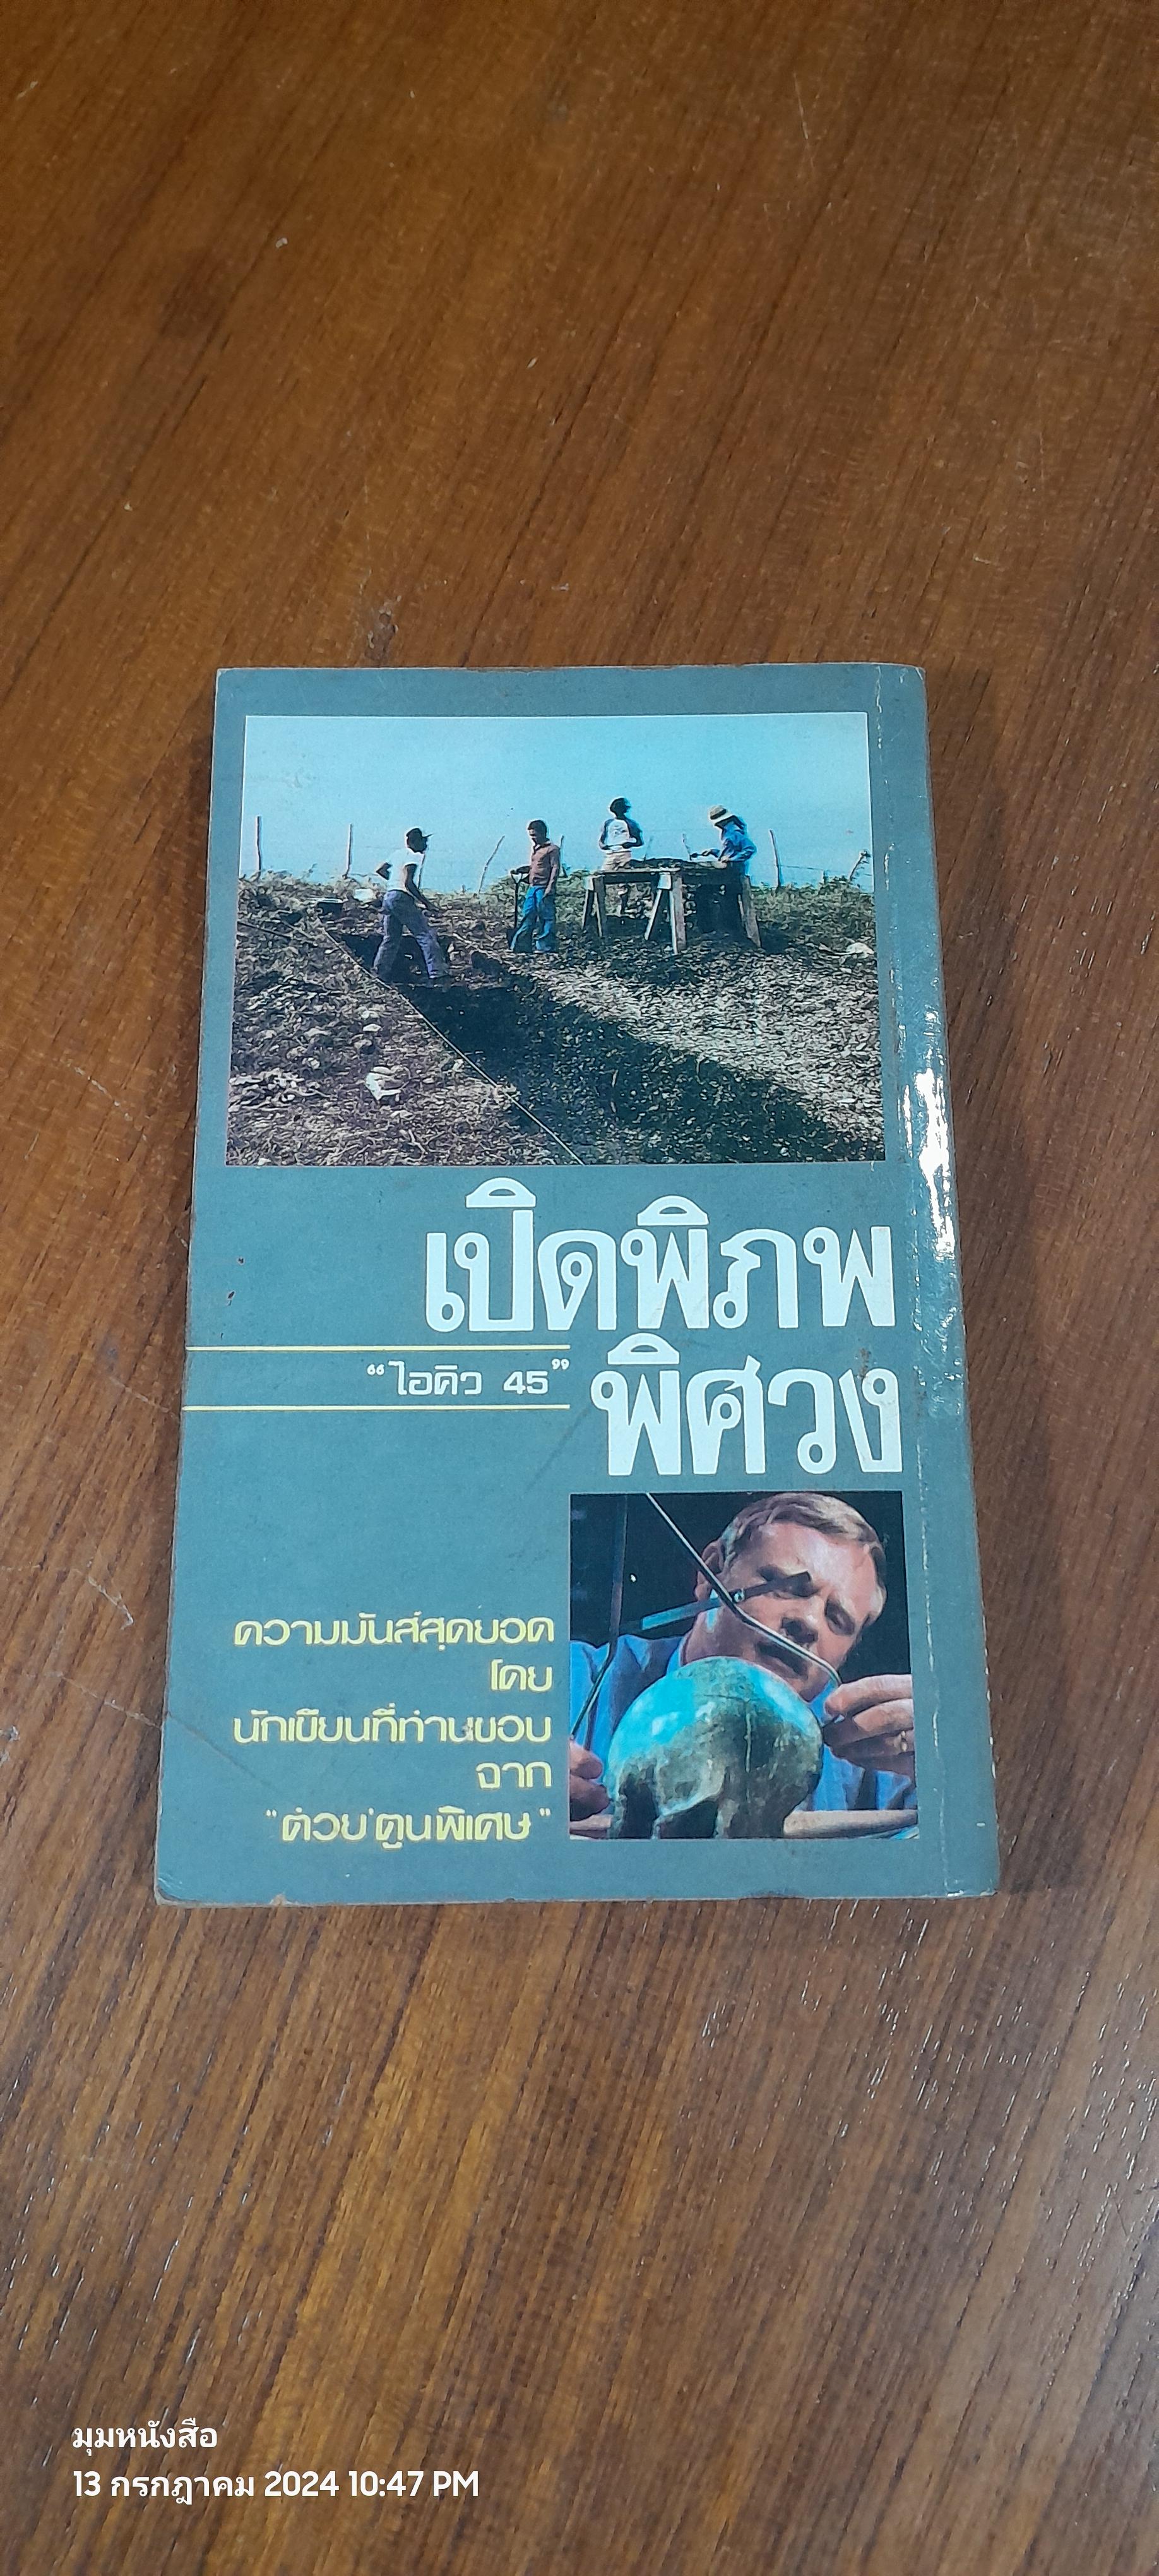 เปิดพิภพ
พิศวง
“ไอคิว 45”
ความมันส์สุดยอด
โดย
นักเขียนที่ท่านชอบ
จาก
"ต่วย'ตูนพิเศษ"
มุมหนังสือ
13 กรกฎาคม 2024 10:47 PM